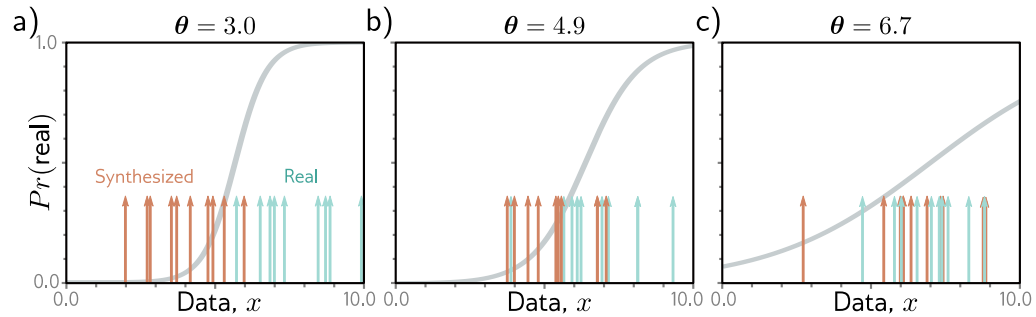 a) θ = 3.0
b) θ = 4.9
c) θ = 6.7
1.0
Pr(real)
0.0
Synthesized
Real
0.0 Data, x 10.0
0.0 Data, x 10.0
0.0 Data, x 10.0